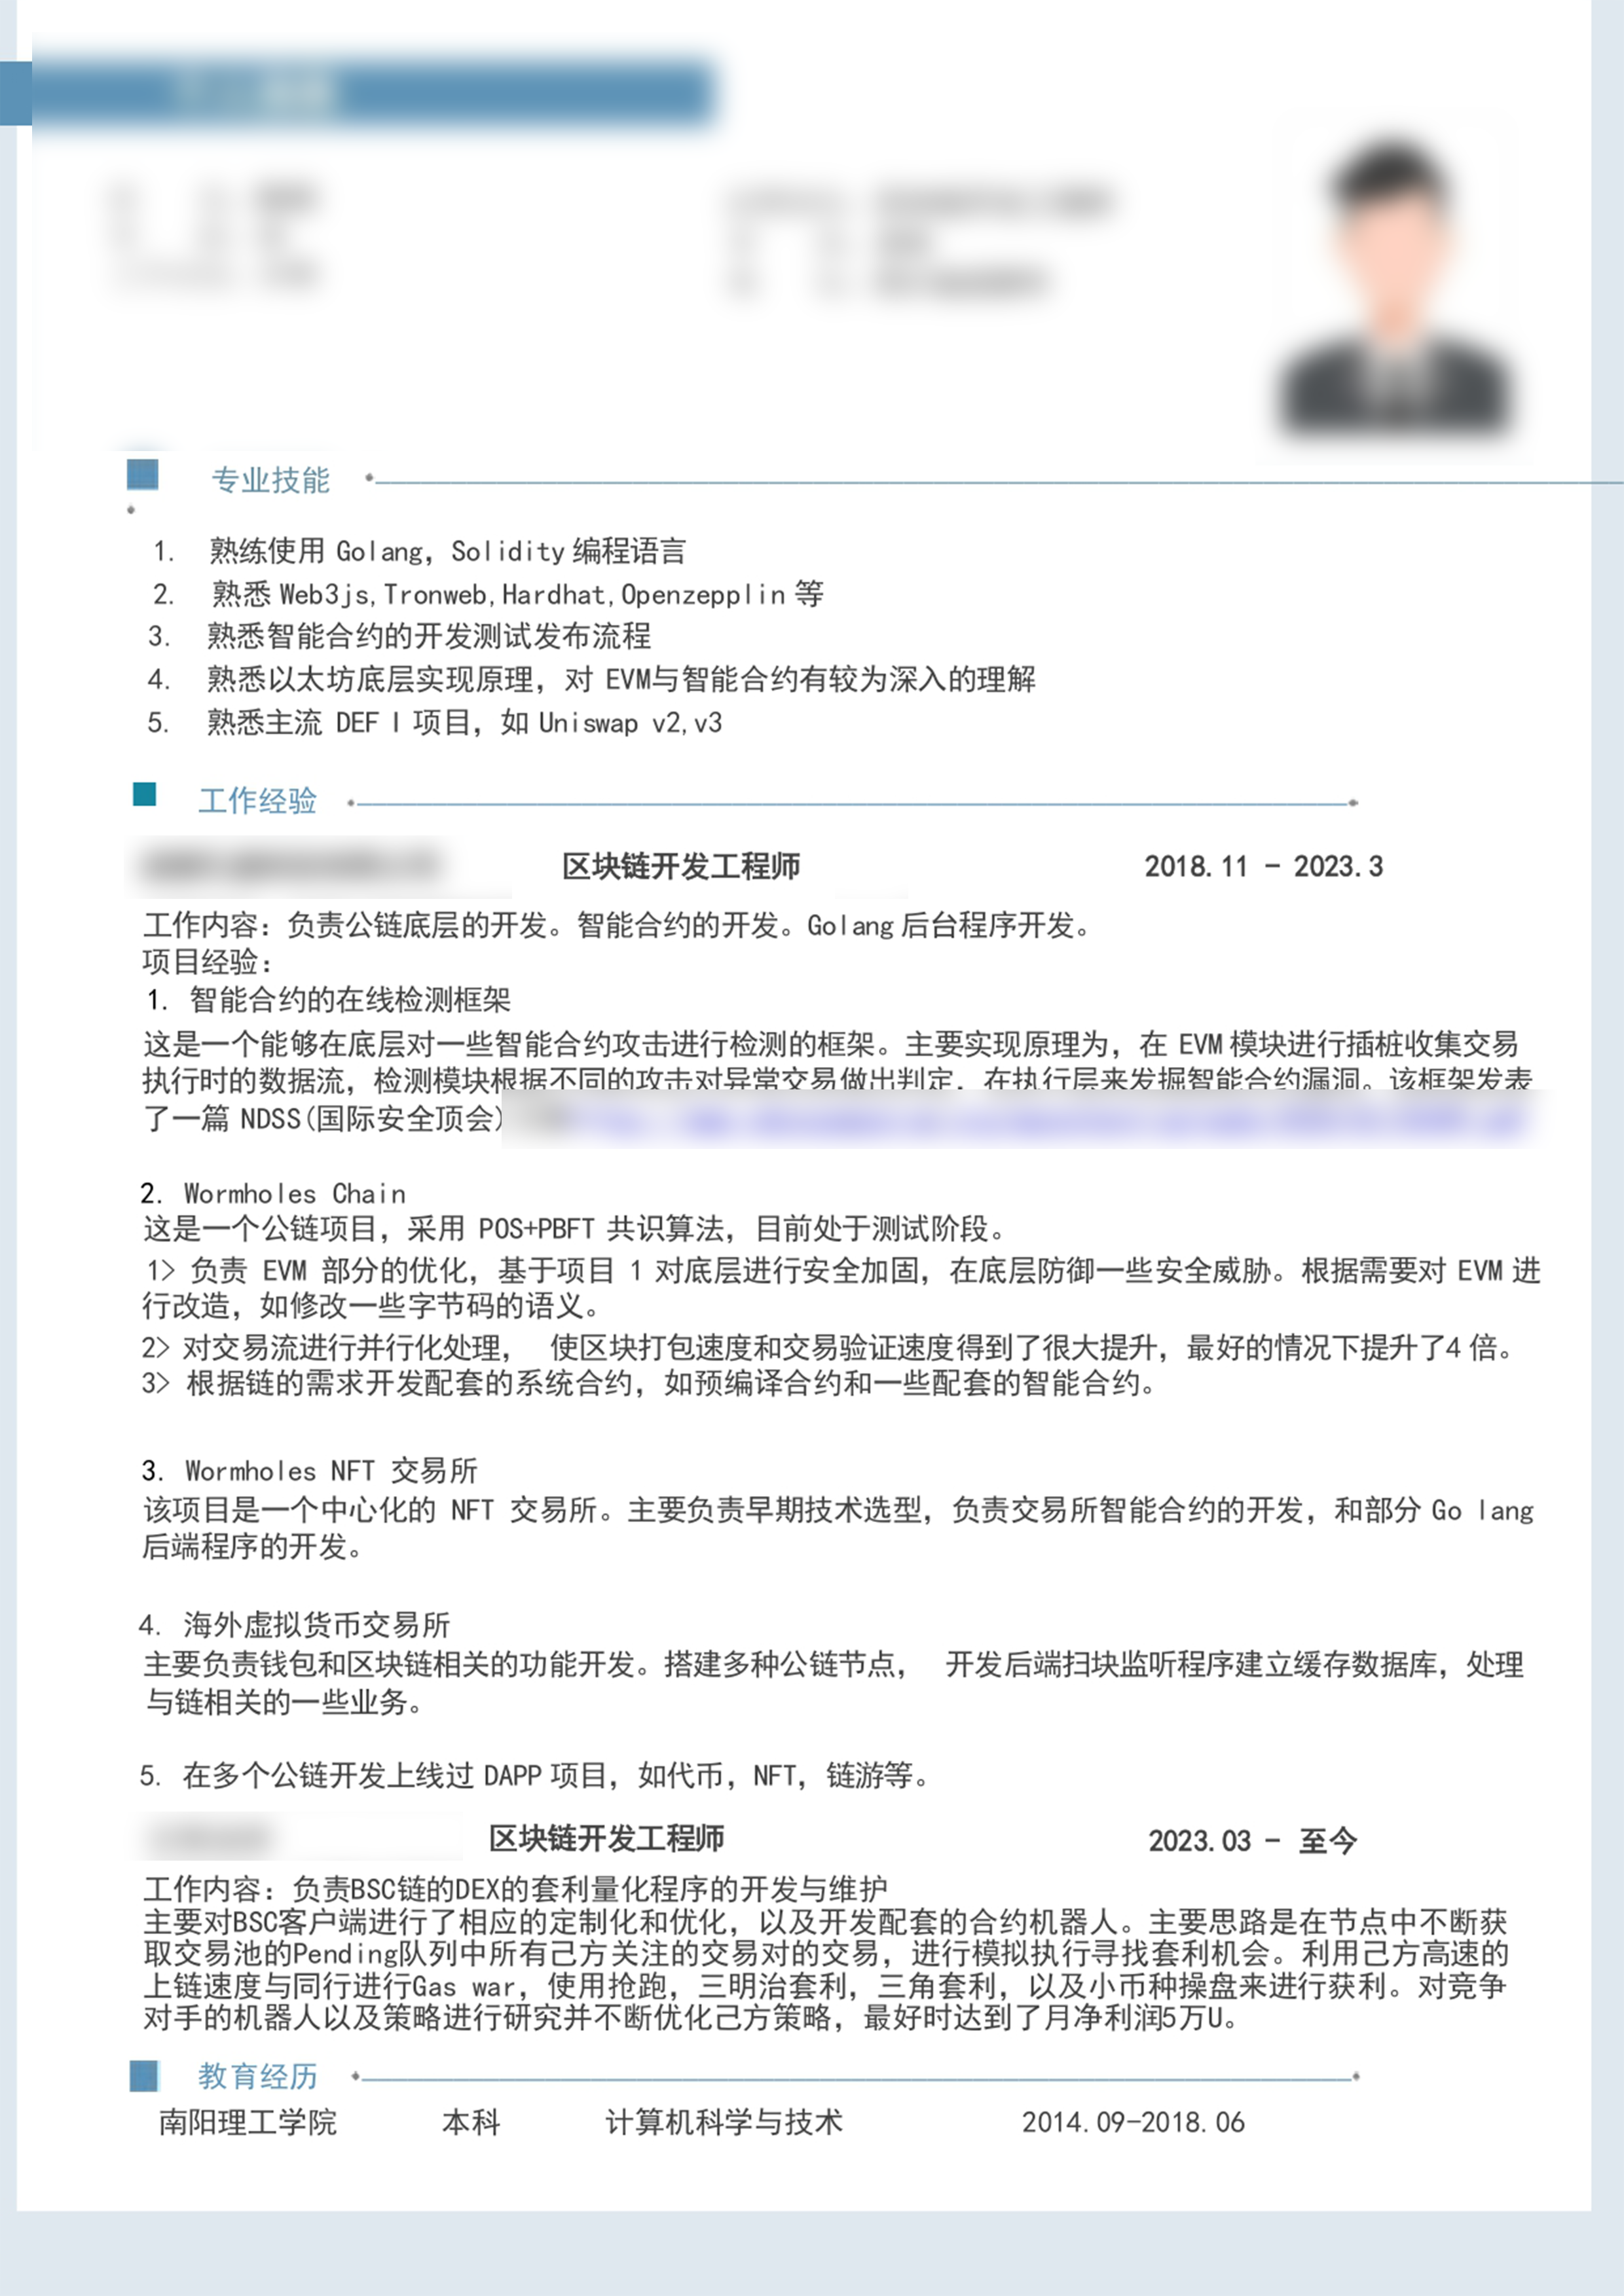 专业技能
1. 熟练使用 Golang，Solidity 编程语言
2. 熟悉 Web3js,Tronweb,Hardhat,Openzepplin 等
3. 熟悉智能合约的开发测试发布流程
4. 熟悉以太坊底层实现原理，对 EVM与智能合约有较为深入的理解
5. 熟悉主流 DEFI 项目，如 Uniswap v2,v3
工作经验
区块链开发工程师 2018.11 - 2023.3
工作内容：负责公链底层的开发。智能合约的开发。Golang 后台程序开发。
项目经验：
1. 智能合约的在线检测框架
这是一个能够在底层对一些智能合约攻击进行检测的框架。主要实现原理为，在 EVM 模块进行插桩收集交易
执行时的数据流，检测模块根据不同的攻击对异常交易做出判定，在执行层来发掘智能合约漏洞。该框架发表
了一篇 NDSS(国际安全顶会)
2. Wormholes Chain
这是一个公链项目，采用 POS+PBFT 共识算法，目前处于测试阶段。
1> 负责 EVM 部分的优化，基于项目 1 对底层进行安全加固，在底层防御一些安全威胁。根据需要对 EVM 进
行改造，如修改一些字节码的语义。
2> 对交易流进行并行化处理， 使区块打包速度和交易验证速度得到了很大提升，最好的情况下提升了4 倍。
3> 根据链的需求开发配套的系统合约，如预编译合约和一些配套的智能合约。
3. Wormholes NFT 交易所
该项目是一个中心化的 NFT 交易所。主要负责早期技术选型，负责交易所智能合约的开发，和部分 Go lang
后端程序的开发。
4. 海外虚拟货币交易所
主要负责钱包和区块链相关的功能开发。搭建多种公链节点， 开发后端扫块监听程序建立缓存数据库，处理
与链相关的一些业务。
5. 在多个公链开发上线过 DAPP 项目，如代币，NFT，链游等。
区块链开发工程师 2023.03 - 至今
工作内容：负责BSC链的DEX的套利量化程序的开发与维护
主要对BSC客户端进行了相应的定制化和优化，以及开发配套的合约机器人。主要思路是在节点中不断获
取交易池的Pending队列中所有己方关注的交易对的交易，进行模拟执行寻找套利机会。利用己方高速的
上链速度与同行进行Gas war，使用抢跑，三明治套利，三角套利，以及小币种操盘来进行获利。对竞争
对手的机器人以及策略进行研究并不断优化己方策略，最好时达到了月净利润5万U。
教育经历
南阳理工学院 本科 计算机科学与技术 2014.09-2018.06